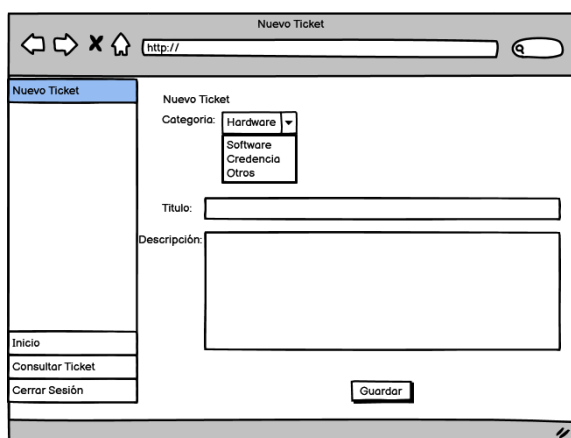 Nuevo Ticket
http://
Nuevo Ticket
Inicio
Consultar Ticket
Cerrar Sesión
Nuevo Ticket
Categoria: Hardware
Software
Credencia
Otros
Titulo:
Descripción:
Guardar